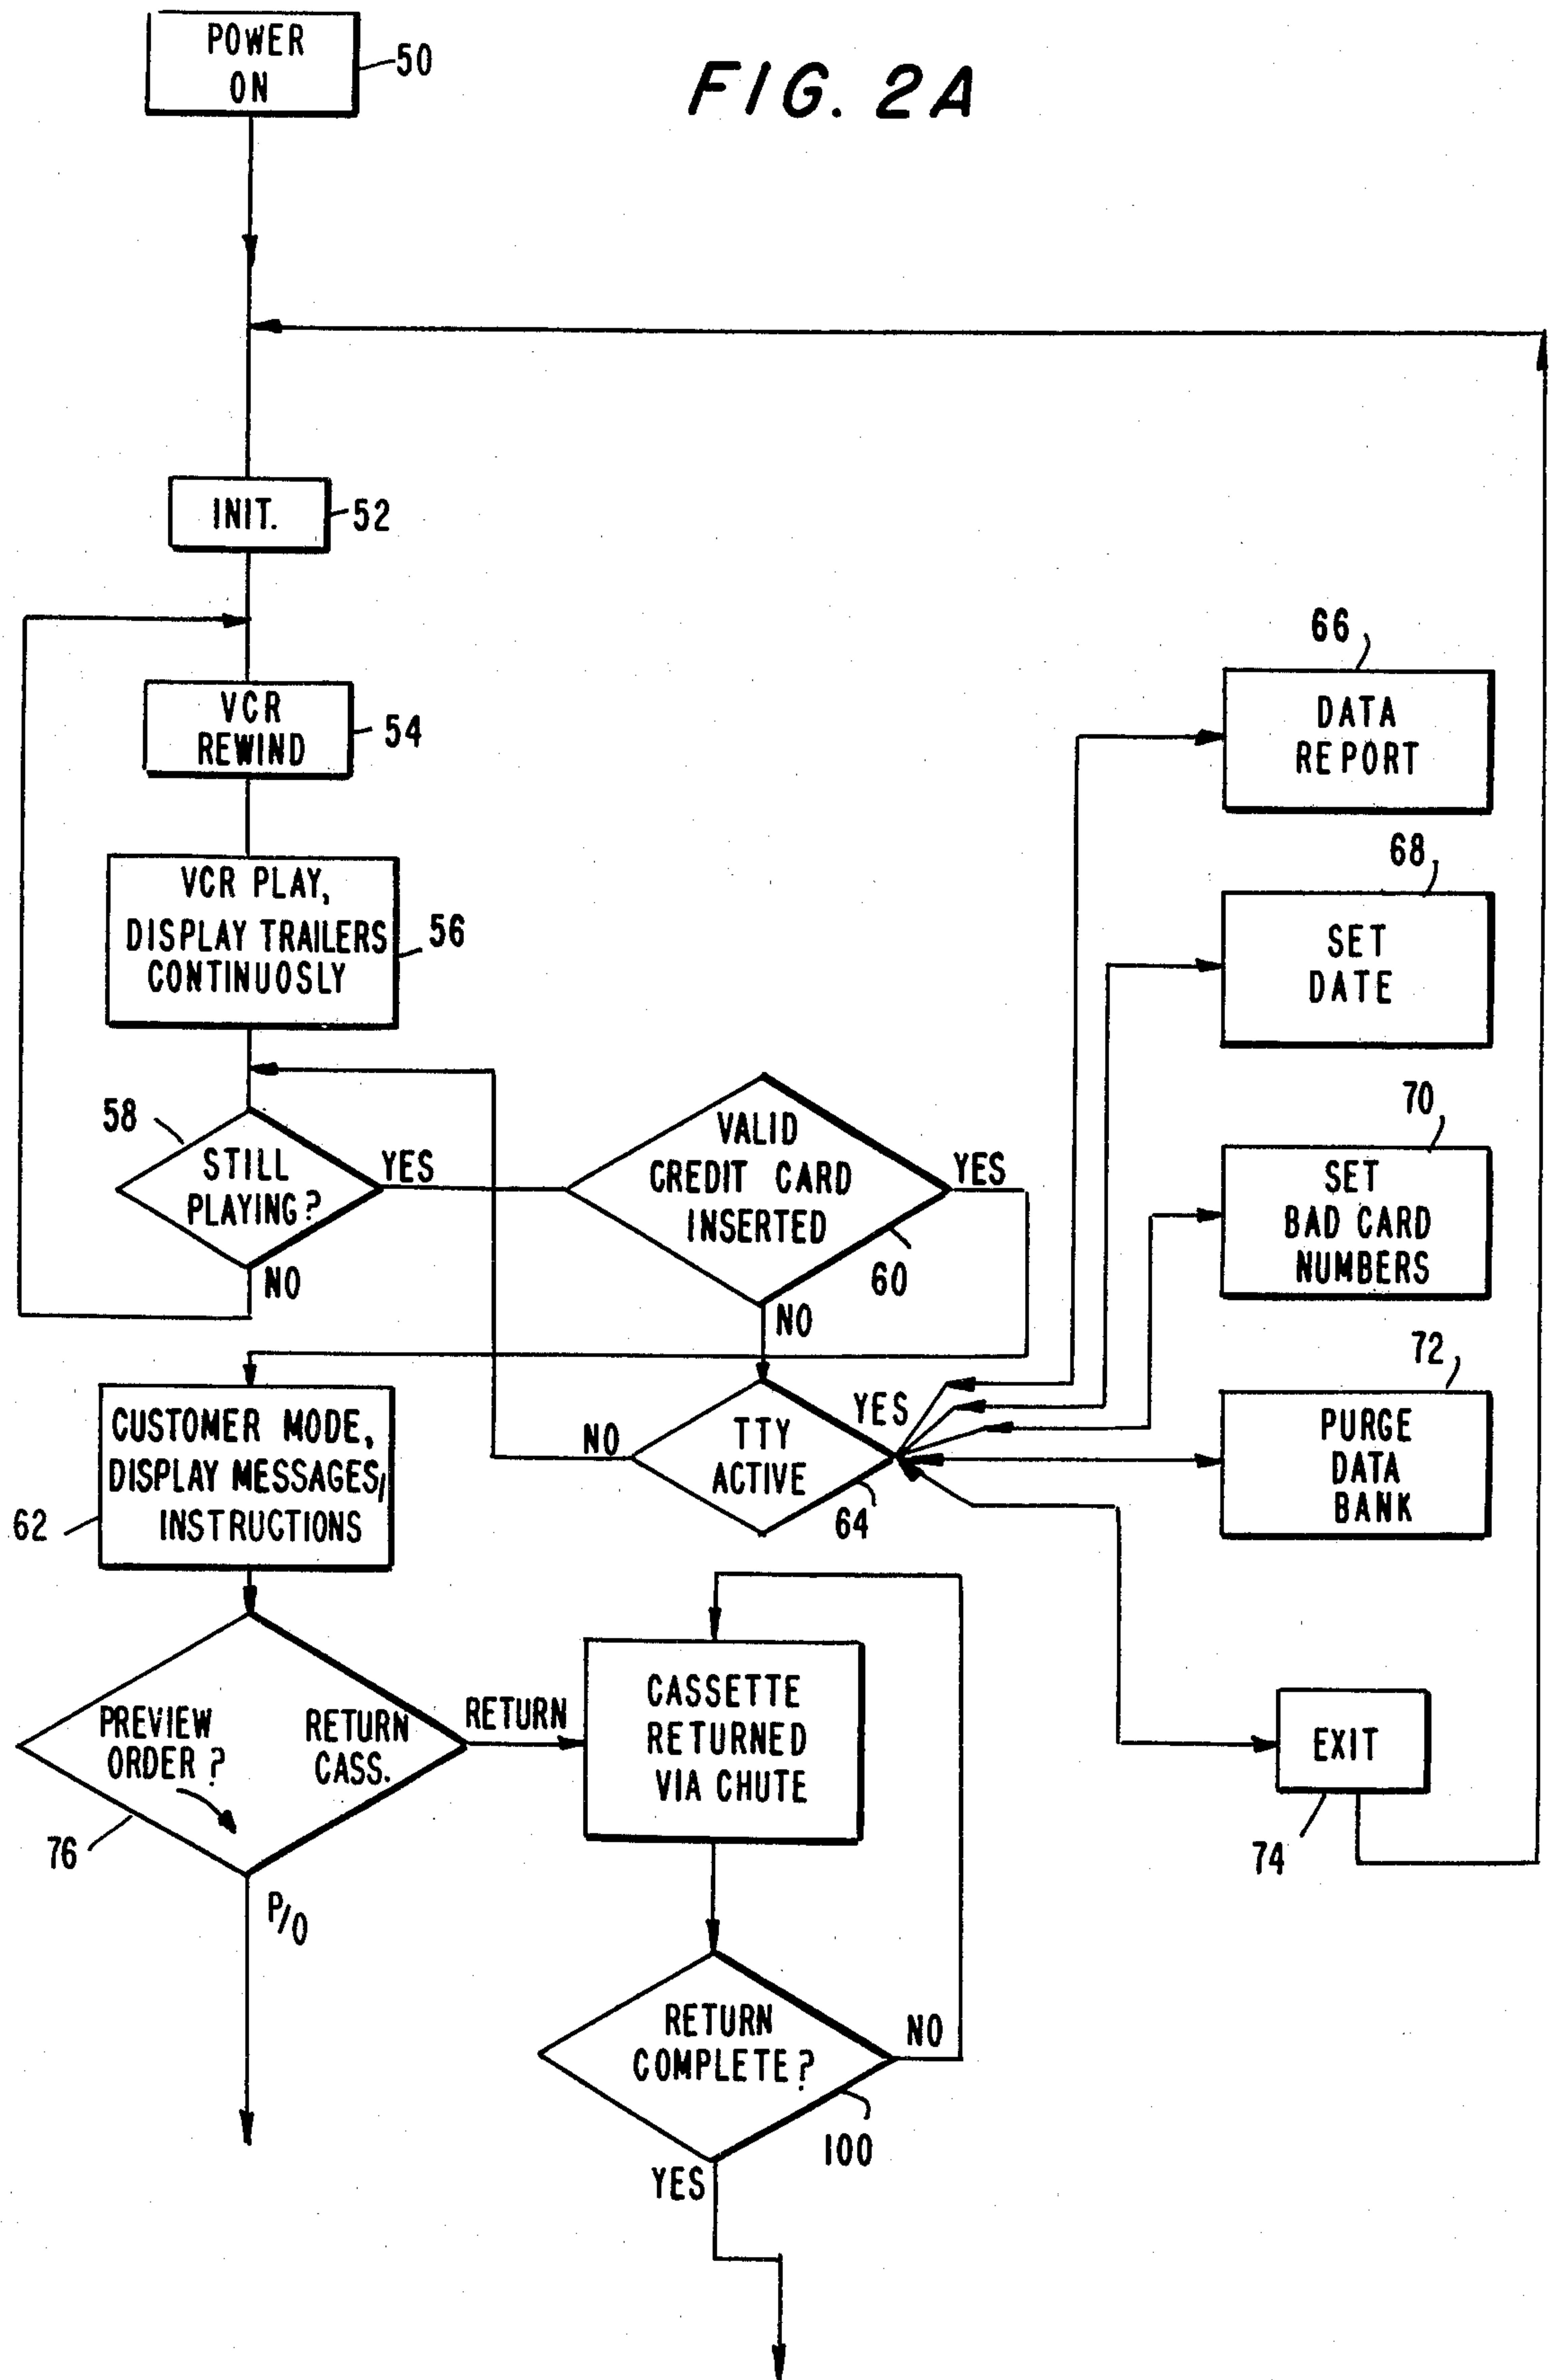 FIG. 2A
POWER
ON
50
INIT.
52
VCR
REWIND
54
VCR PLAY,
DISPLAY TRAILERS
CONTINUOSLY
56
58
STILL
PLAYING?
YES
NO
VALID
CREDIT CARD
INSERTED
YES
60
NO
66
DATA
REPORT
68
SET
DATE
70
SET
BAD CARD
NUMBERS
72
PURGE
DATA
BANK
TTY
ACTIVE
YES
NO
64
CUSTOMER MODE,
DISPLAY MESSAGES/
INSTRUCTIONS
62
PREVIEW
ORDER?
RETURN
CASS.
RETURN
76
P/O
CASSETTE
RETURNED
VIA CHUTE
EXIT
74
RETURN
COMPLETE?
NO
100
YES